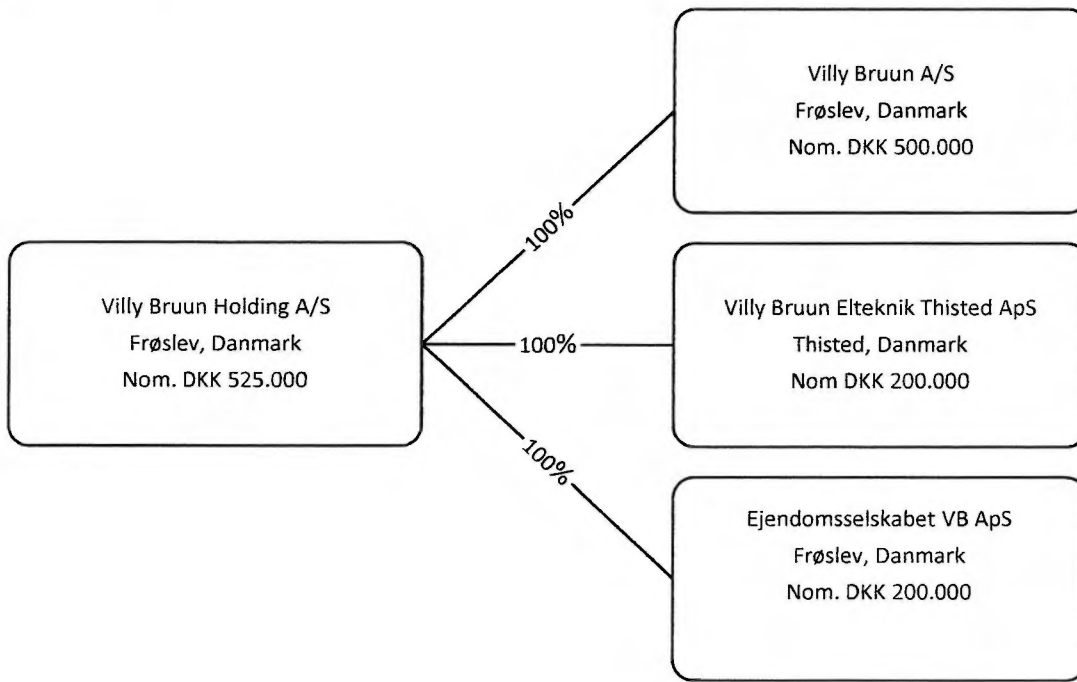 Villy Bruun A/S
Frøslev, Danmark
Nom. DKK 500.000
100%
Villy Bruun Holding A/S
Frøslev, Danmark
Nom. DKK 525.000
100%
Villy Bruun Elteknik Thisted ApS
Thisted, Danmark
Nom DKK 200.000
100%
Ejendomsselskabet VB ApS
Frøslev, Danmark
Nom. DKK 200.000